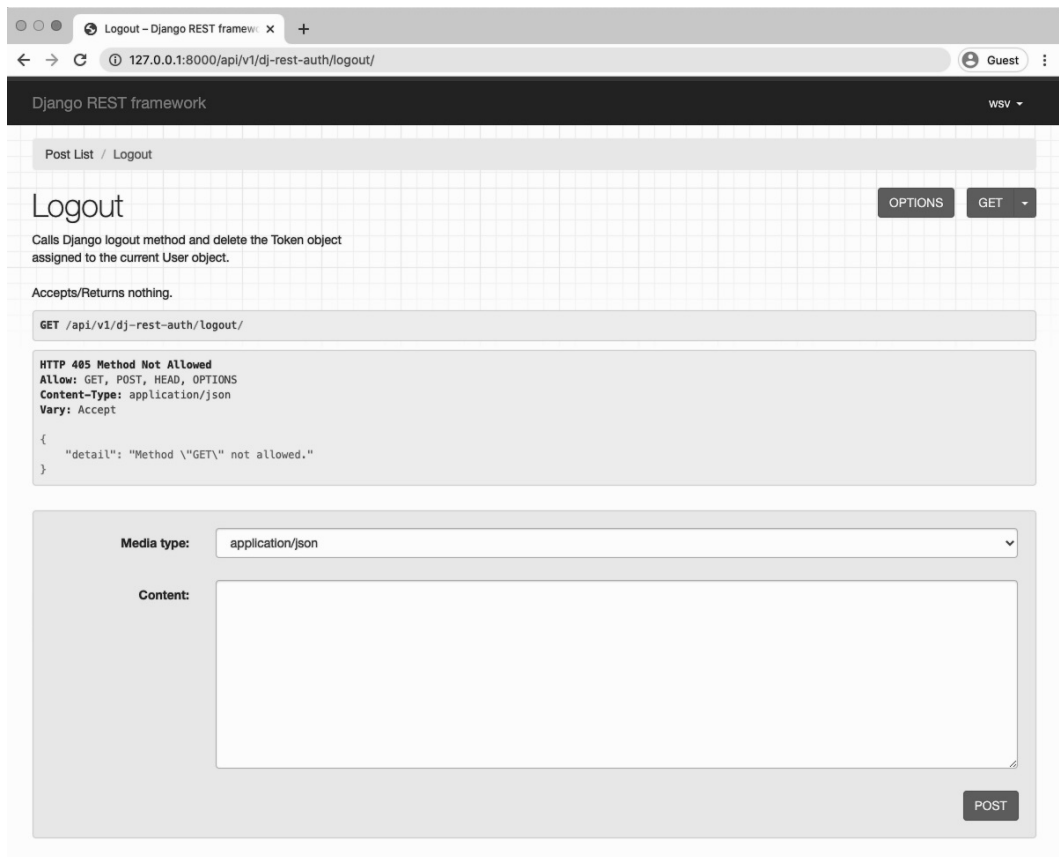 Logout – Django REST framewo
127.0.0.1:8000/api/v1/dj-rest-auth/logout/
Guest
Django REST framework
wsv
Post List / Logout
Logout
OPTIONS
GET
Calls Django logout method and delete the Token object
assigned to the current User object.
Accepts/Returns nothing.
GET /api/v1/dj-rest-auth/logout/
HTTP 405 Method Not Allowed
Allow: GET, POST, HEAD, OPTIONS
Content-Type: application/json
Vary: Accept
{
    "detail": "Method \"GET\" not allowed."
}
Media type:
application/json
Content:
POST